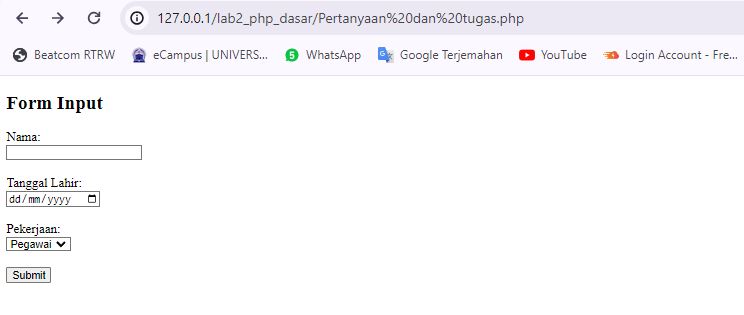 127.0.0.1/lab2_php_dasar/Pertanyaan%20dan%20tugas.php
Beatcom RTRW eCampus | UNIVERS... WhatsApp Google Terjemahan YouTube Login Account - Fre...
Form Input
Nama:
Tanggal Lahir:
dd/mm/yyyy
Pekerjaan:
Pegawai
Submit